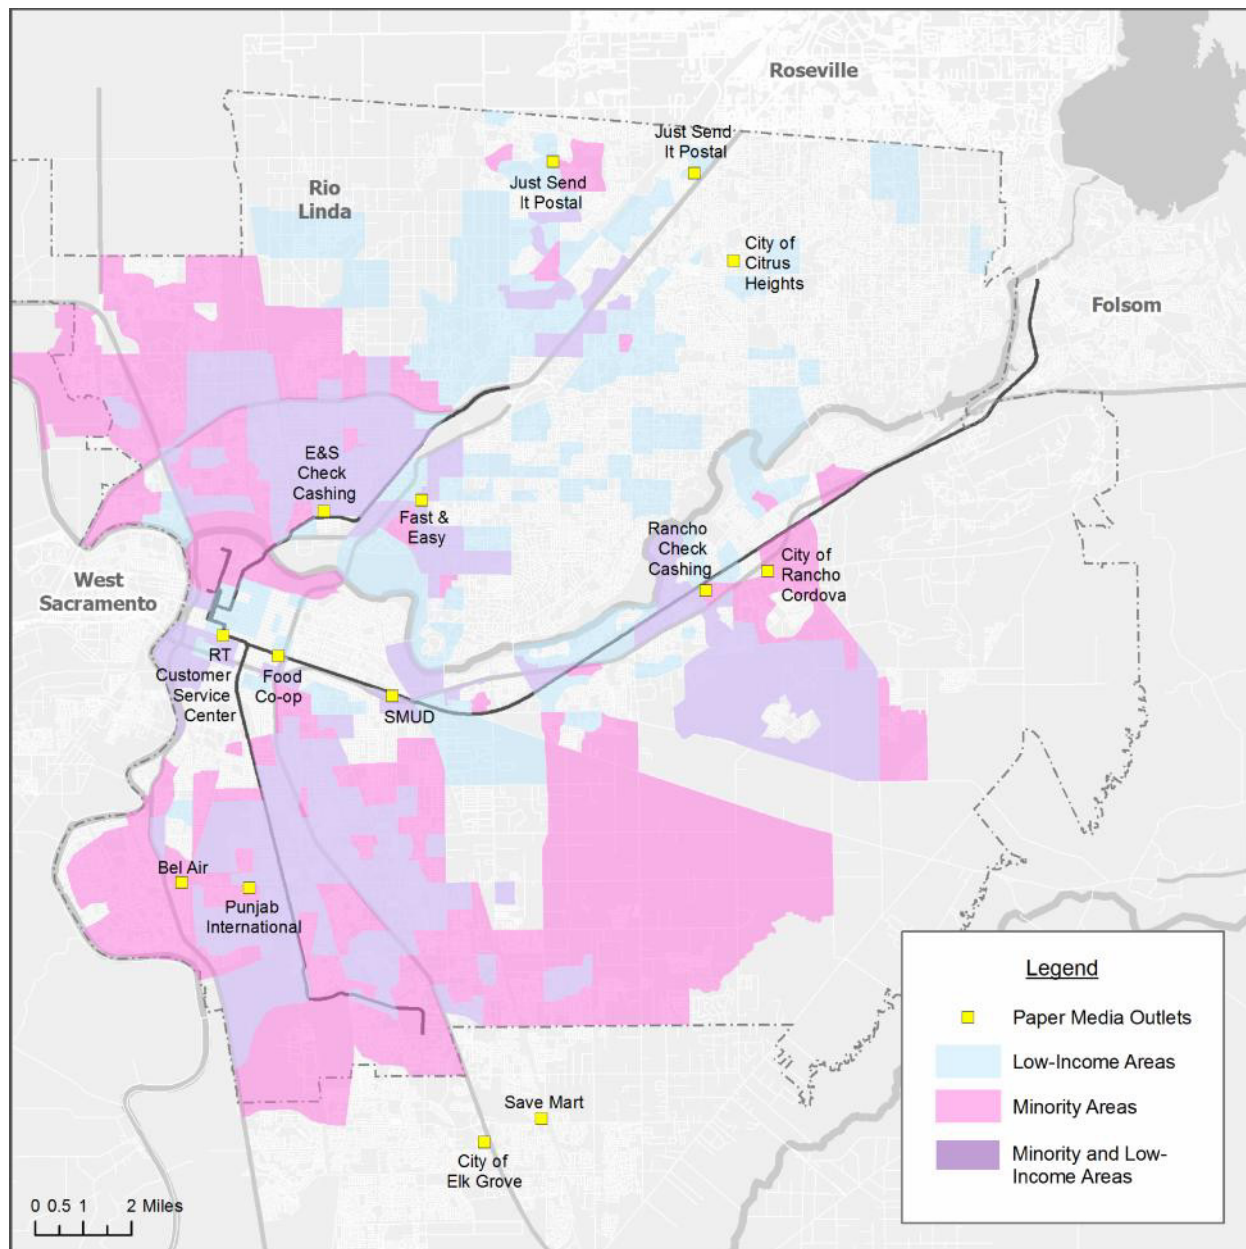 Roseville
Just Send
It Postal
Just Send
It Postal
Rio
Linda
City of
Citrus
Heights
Folsom
E&S
Check
Cashing
Fast &
Easy
Rancho
Check
Cashing
City of
Rancho
Cordova
West
Sacramento
RT
Customer
Service
Center
Food
Co-op
SMUD
Bel Air
Punjab
International
Save Mart
City of
Elk Grove
Legend
Paper Media Outlets
Low-Income Areas
Minority Areas
Minority and Low-
Income Areas
0 0.5 1 2 Miles